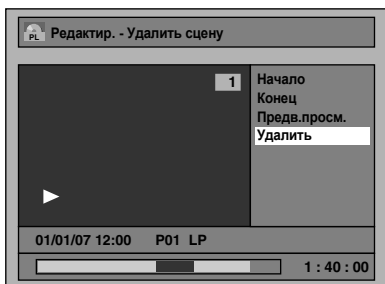 PL Редактир. - Удалить сцену
1
Начало
Конец
Предв.просм.
Удалить
01/01/07 12:00 P01 LP
1 : 40 : 00